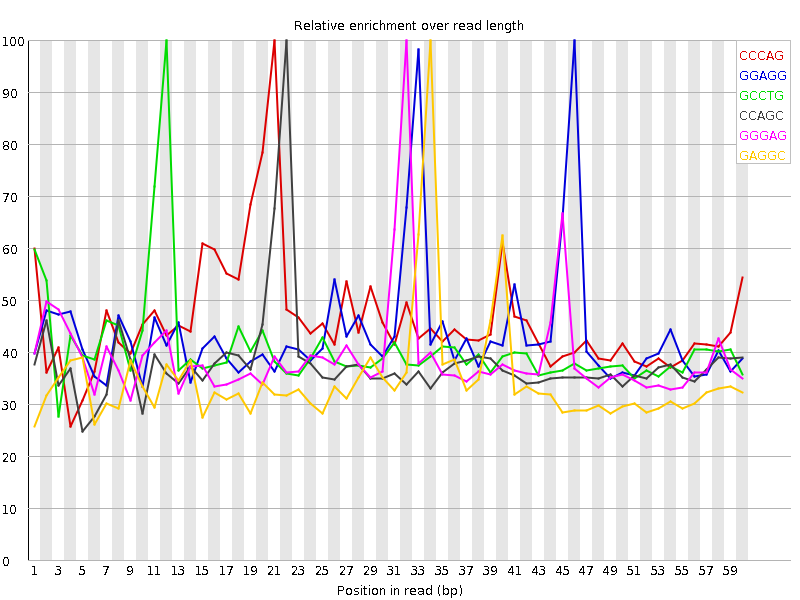 Relative enrichment over read length
100
90
80
70
60
50
40
30
20
10
0
CCCAG
GGAGG
GCCTG
CCAGC
GGGAG
GAGGC
1 3 5 7 9 11 13 15 17 19 21 23 25 27 29 31 33 35 37 39 41 43 45 47 49 51 53 55 57 59
Position in read (bp)